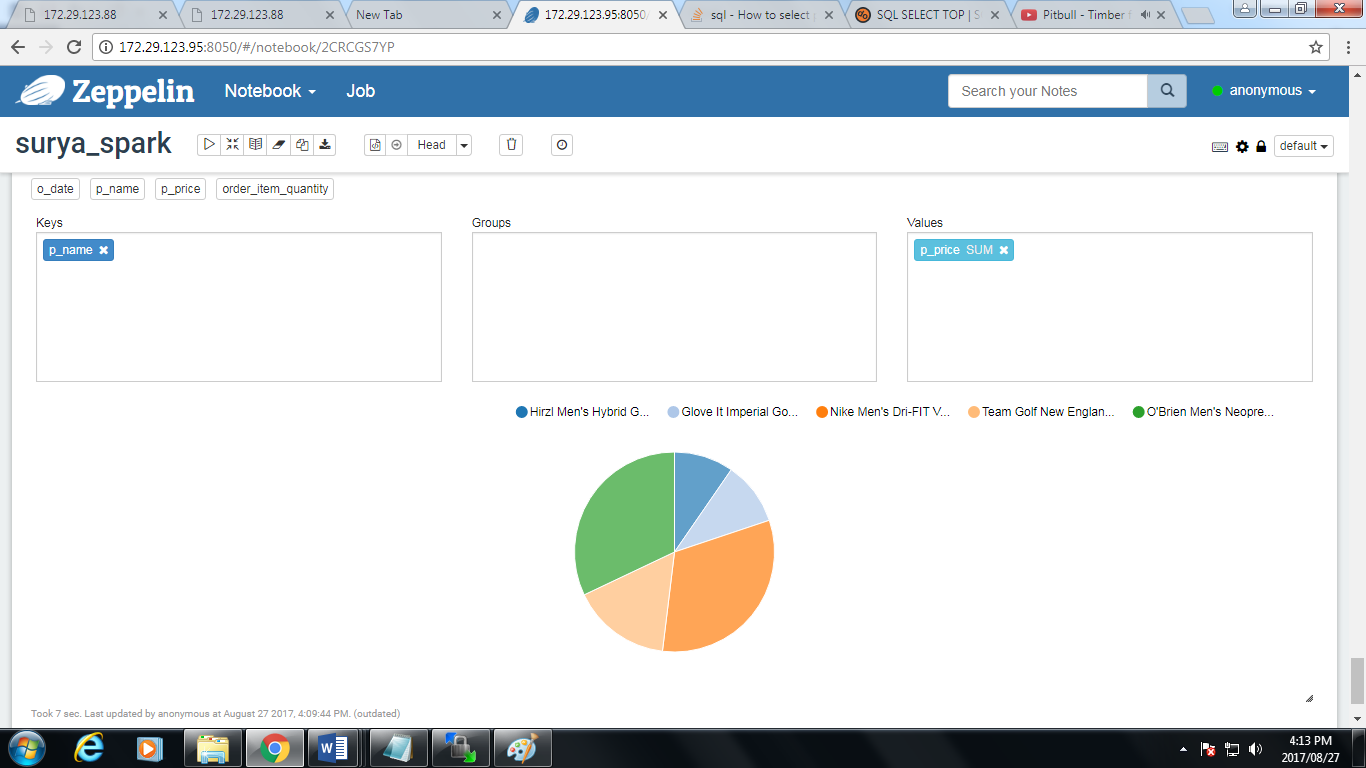 172.29.123.88
172.29.123.88
New Tab
172.29.123.95:8050/
sql - How to select
SQL SELECT TOP | S
Pitbull - Timber
172.29.123.95:8050/#/notebook/2CRCGS7YP
Zeppelin Notebook Job Search your Notes anonymous
surya_spark Head default
o_date p_name p_price order_item_quantity
Keys Groups Values
p_name p_price SUM
Hirzl Men's Hybrid G... Glove It Imperial Go... Nike Men's Dri-FIT V... Team Golf New Englan... O'Brien Men's Neopre...
Took 7 sec. Last updated by anonymous at August 27 2017, 4:09:44 PM. (outdated)
4:13 PM
2017/08/27